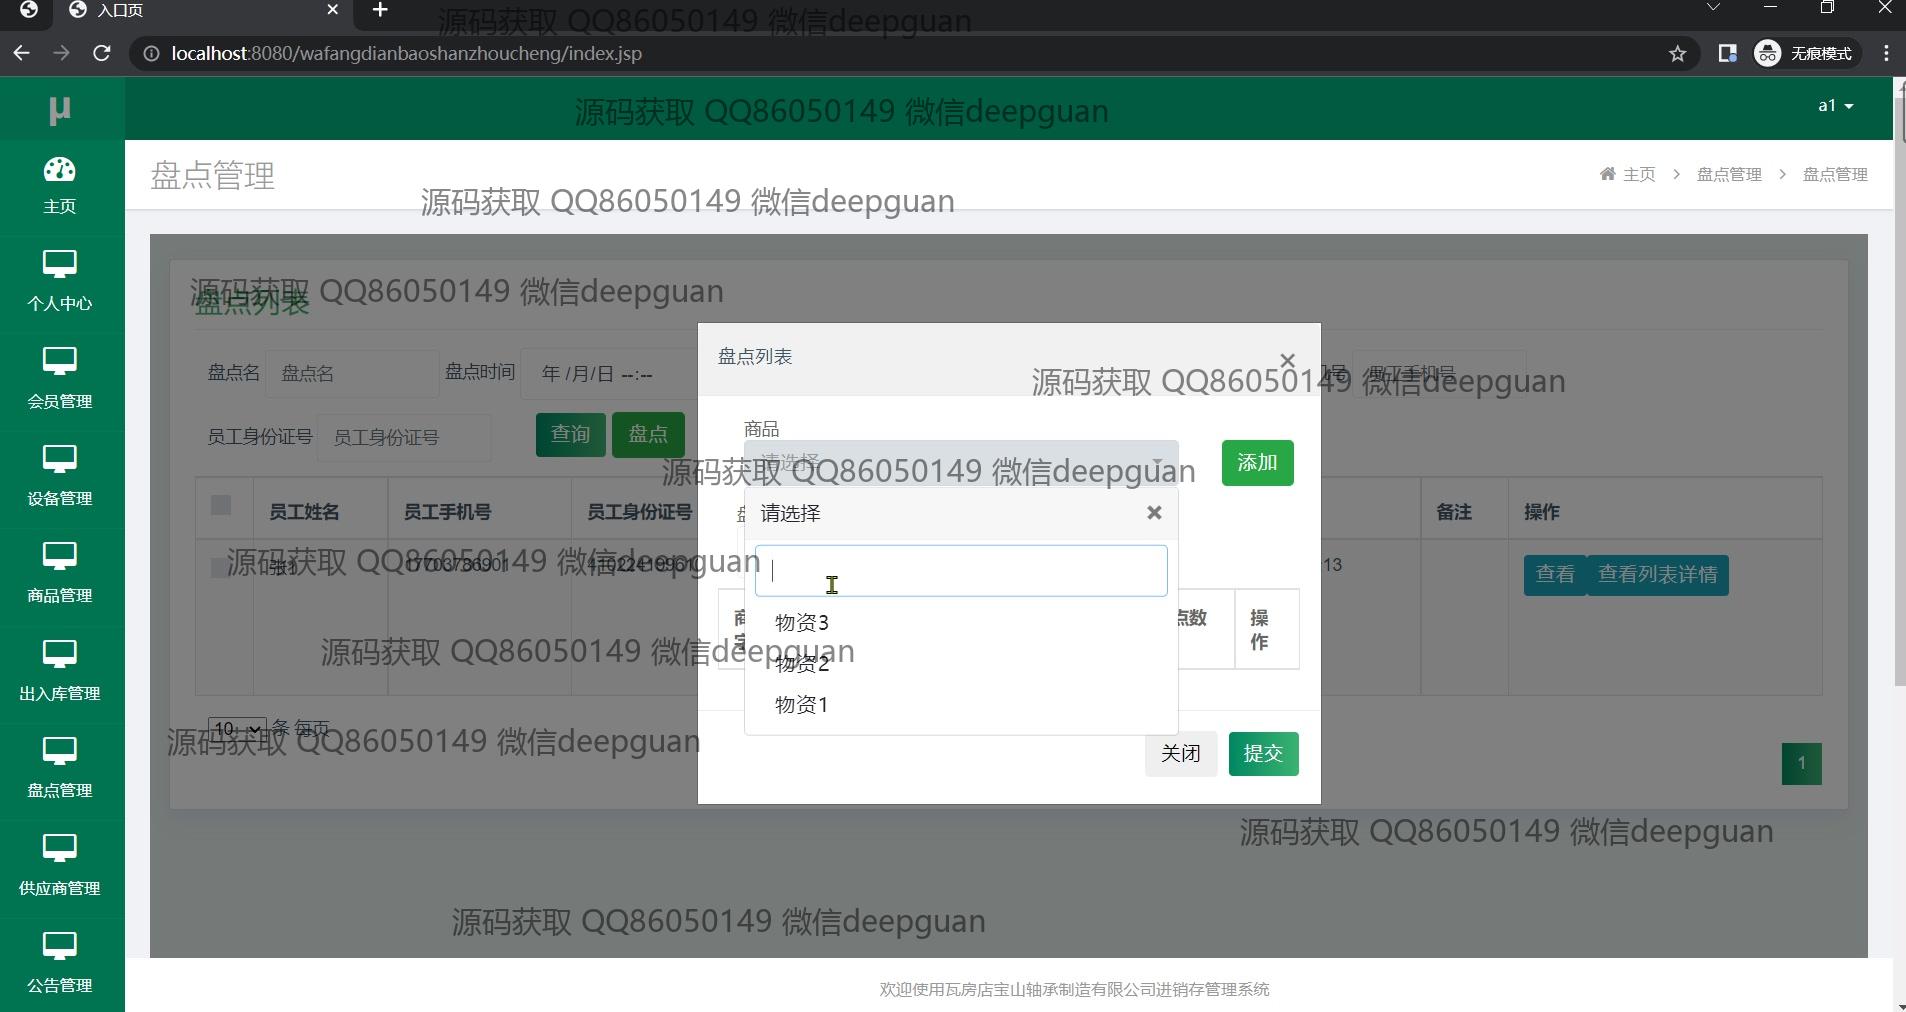 入口页
localhost:8080/wafangdianbaoshanzhoucheng/index.jsp
无痕模式
源码获取 QQ86050149 微信deepguan
μ
源码获取 QQ86050149 微信deepguan
a1
主页
个人中心
会员管理
设备管理
商品管理
出入库管理
盘点管理
供应商管理
公告管理
盘点管理
主页 > 盘点管理 > 盘点管理
源码获取 QQ86050149 微信deepguan
源码获取 QQ86050149 微信deepguan
盘点列表
盘点名 盘点名 盘点时间 年 /月/日 --:--
员工身份证号 员工身份证号 查询 盘点
员工姓名 员工手机号 员工身份证号 备注 操作
17703786901
13
查看 查看列表详情
源码获取 QQ86050149 微信deepguan
源码获取 QQ86050149 微信deepguan
10 条 每页
源码获取 QQ86050149 微信deepguan
1
盘点列表
×
源码获取 QQ86050149 微信deepguan
商品
请选择
添加
源码获取 QQ86050149 微信deepguan
请选择
物资3
物资2
物资1
点数
操作
关闭 提交
源码获取 QQ86050149 微信deepguan
源码获取 QQ86050149 微信deepguan
欢迎使用瓦房店宝山轴承制造有限公司进销存管理系统